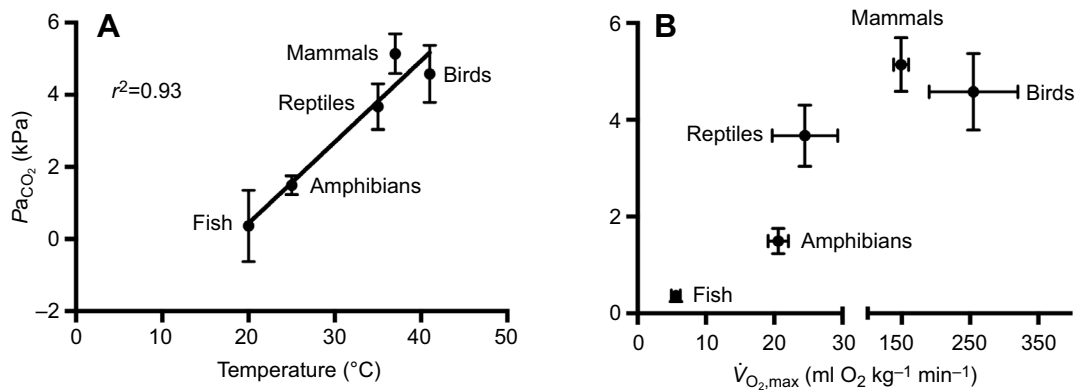 A
r²=0.93
Mammals
Birds
Reptiles
Amphibians
Fish
6
4
2
0
–2
0 10 20 30 40 50
Temperature (°C)
PaCO₂ (kPa)
B
Mammals
Birds
Reptiles
Amphibians
Fish
6
4
2
0
0 10 20 30 150 250 350
V̇O₂,max (ml O₂ kg⁻¹ min⁻¹)